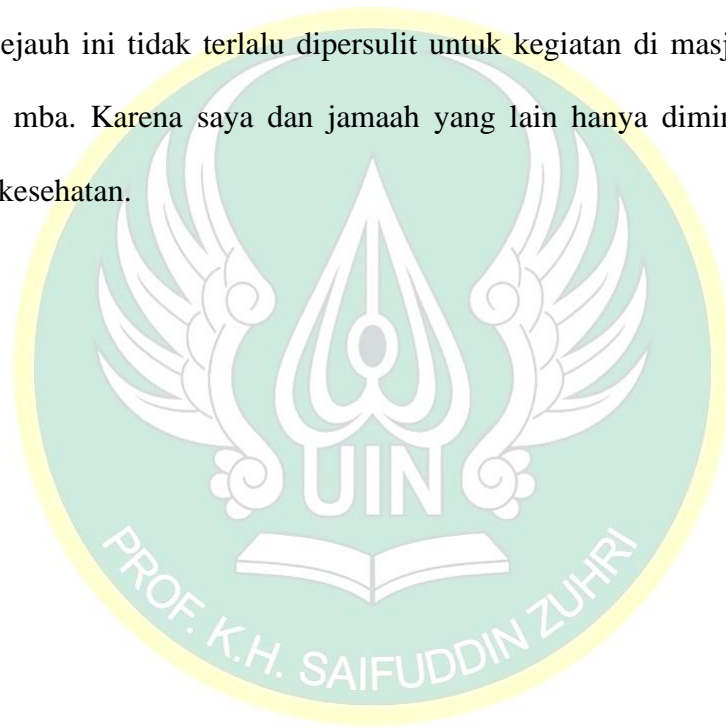 ejauh ini tidak terlalu dipersulit untuk kegiatan di masj
mba. Karena saya dan jamaah yang lain hanya dimin
kesehatan.
UIN
PROF. K.H. SAIFUDDIN ZUHRI